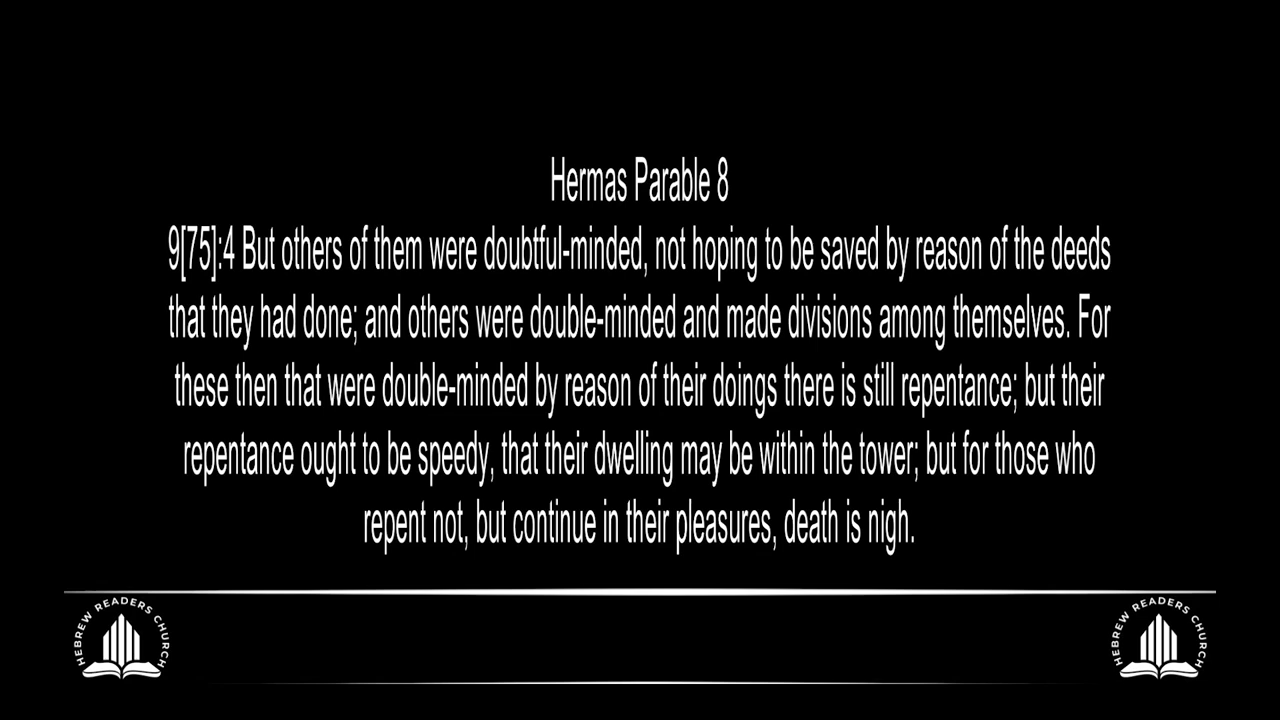 Hermas Parable 8
9[75]:4 But others of them were doubtful-minded, not hoping to be saved by reason of the deeds
that they had done; and others were double-minded and made divisions among themselves. For
these then that were double-minded by reason of their doings there is still repentance; but their
repentance ought to be speedy, that their dwelling may be within the tower; but for those who
repent not, but continue in their pleasures, death is nigh.
HEBREW READERS CHURCH
HEBREW READERS CHURCH